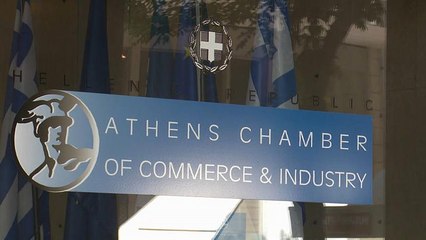 HELLENIC REPUBLIC
ATHENS CHAMBER
OF COMMERCE & INDUSTRY